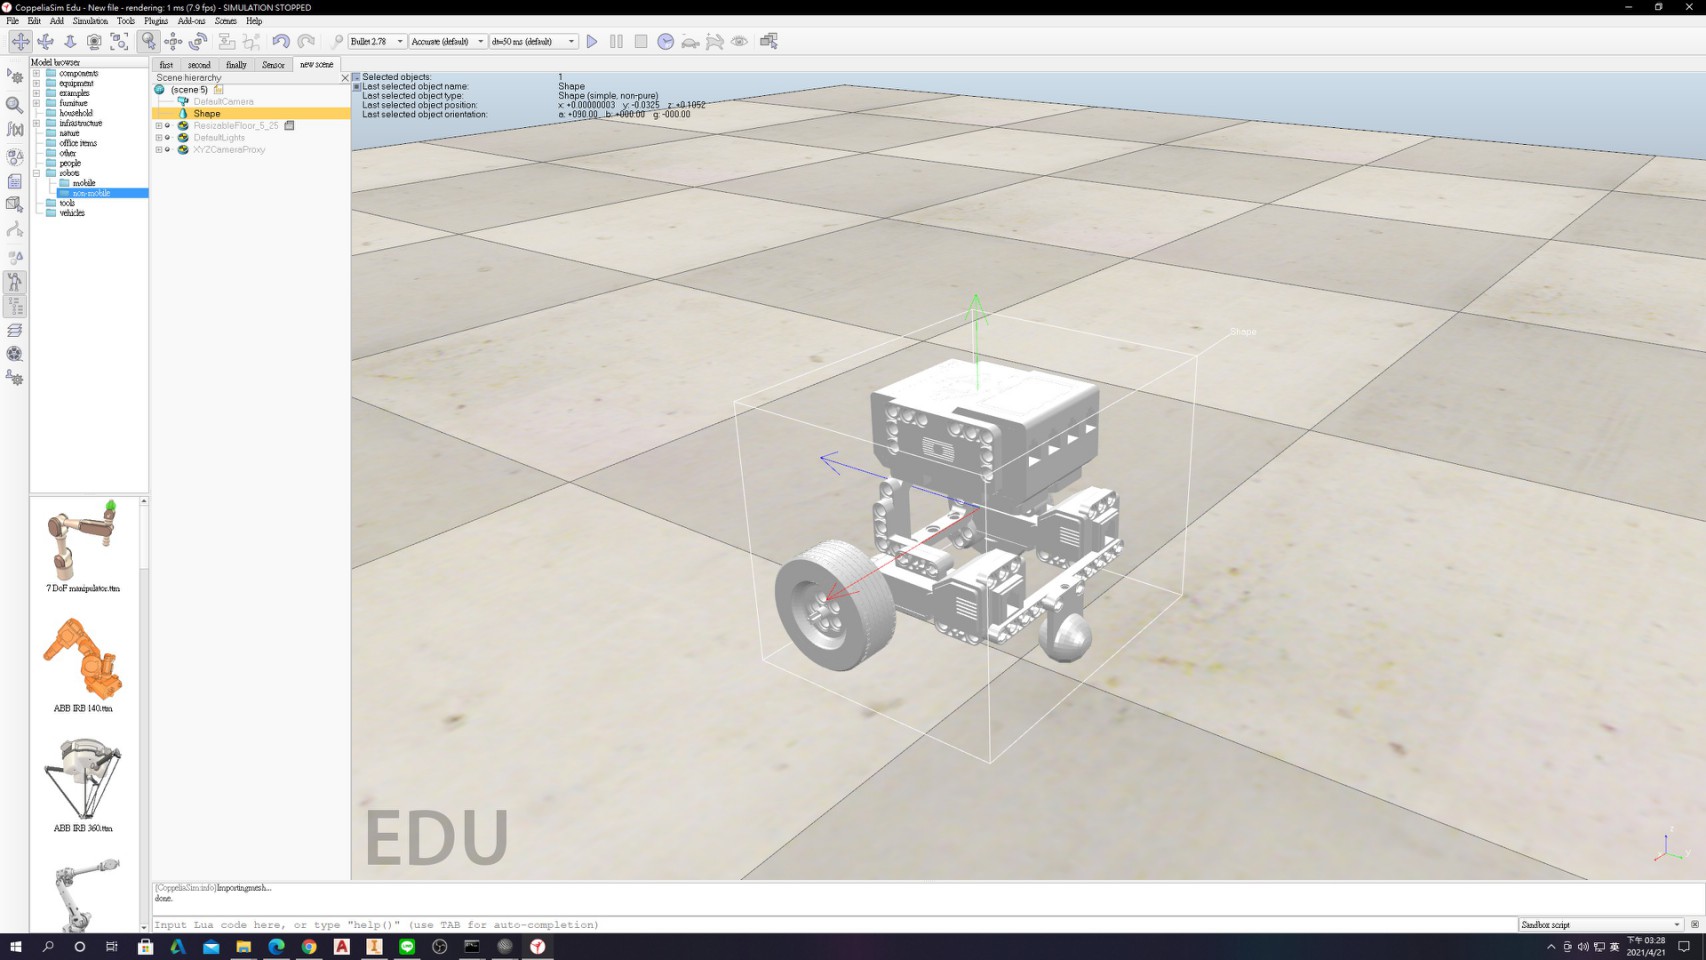 CoppeliaSim Edu - New file - rendering: 1 ms (7.9 fps) - SIMULATION STOPPED
File Edit Add Simulation Tools Plugins Add-ons Scenes Help
Bullet 2.78 Accurate (default) dt=50 ms (default)
Model browser
components
equipment
examples
furniture
household
infrastructure
nature
office items
other
people
robots
mobile
non-mobile
tools
vehicles
7 DoF manipulator.ttm
ABB IRB 140.ttm
ABB IRB 360.ttm
first second finally Sensor new scene
Scene hierarchy
(scene 5)
DefaultCamera
Shape
ResizableFloor_5_25
DefaultLights
XYZCameraProxy
Selected objects: 1
Last selected object name: Shape
Last selected object type: Shape (simple, non-pure)
Last selected object position: x: +0.00000003 y: -0.0325 z: +0.1052
Last selected object orientation: a: +090.00 b: +000.00 g: -000.00
Shape
EDU
[CoppeliaSim:info] Importing mesh...
done.
Input Lua code here, or type "help()" (use TAB for auto-completion)
Sandbox script
英
下午 03:28
2021/4/21